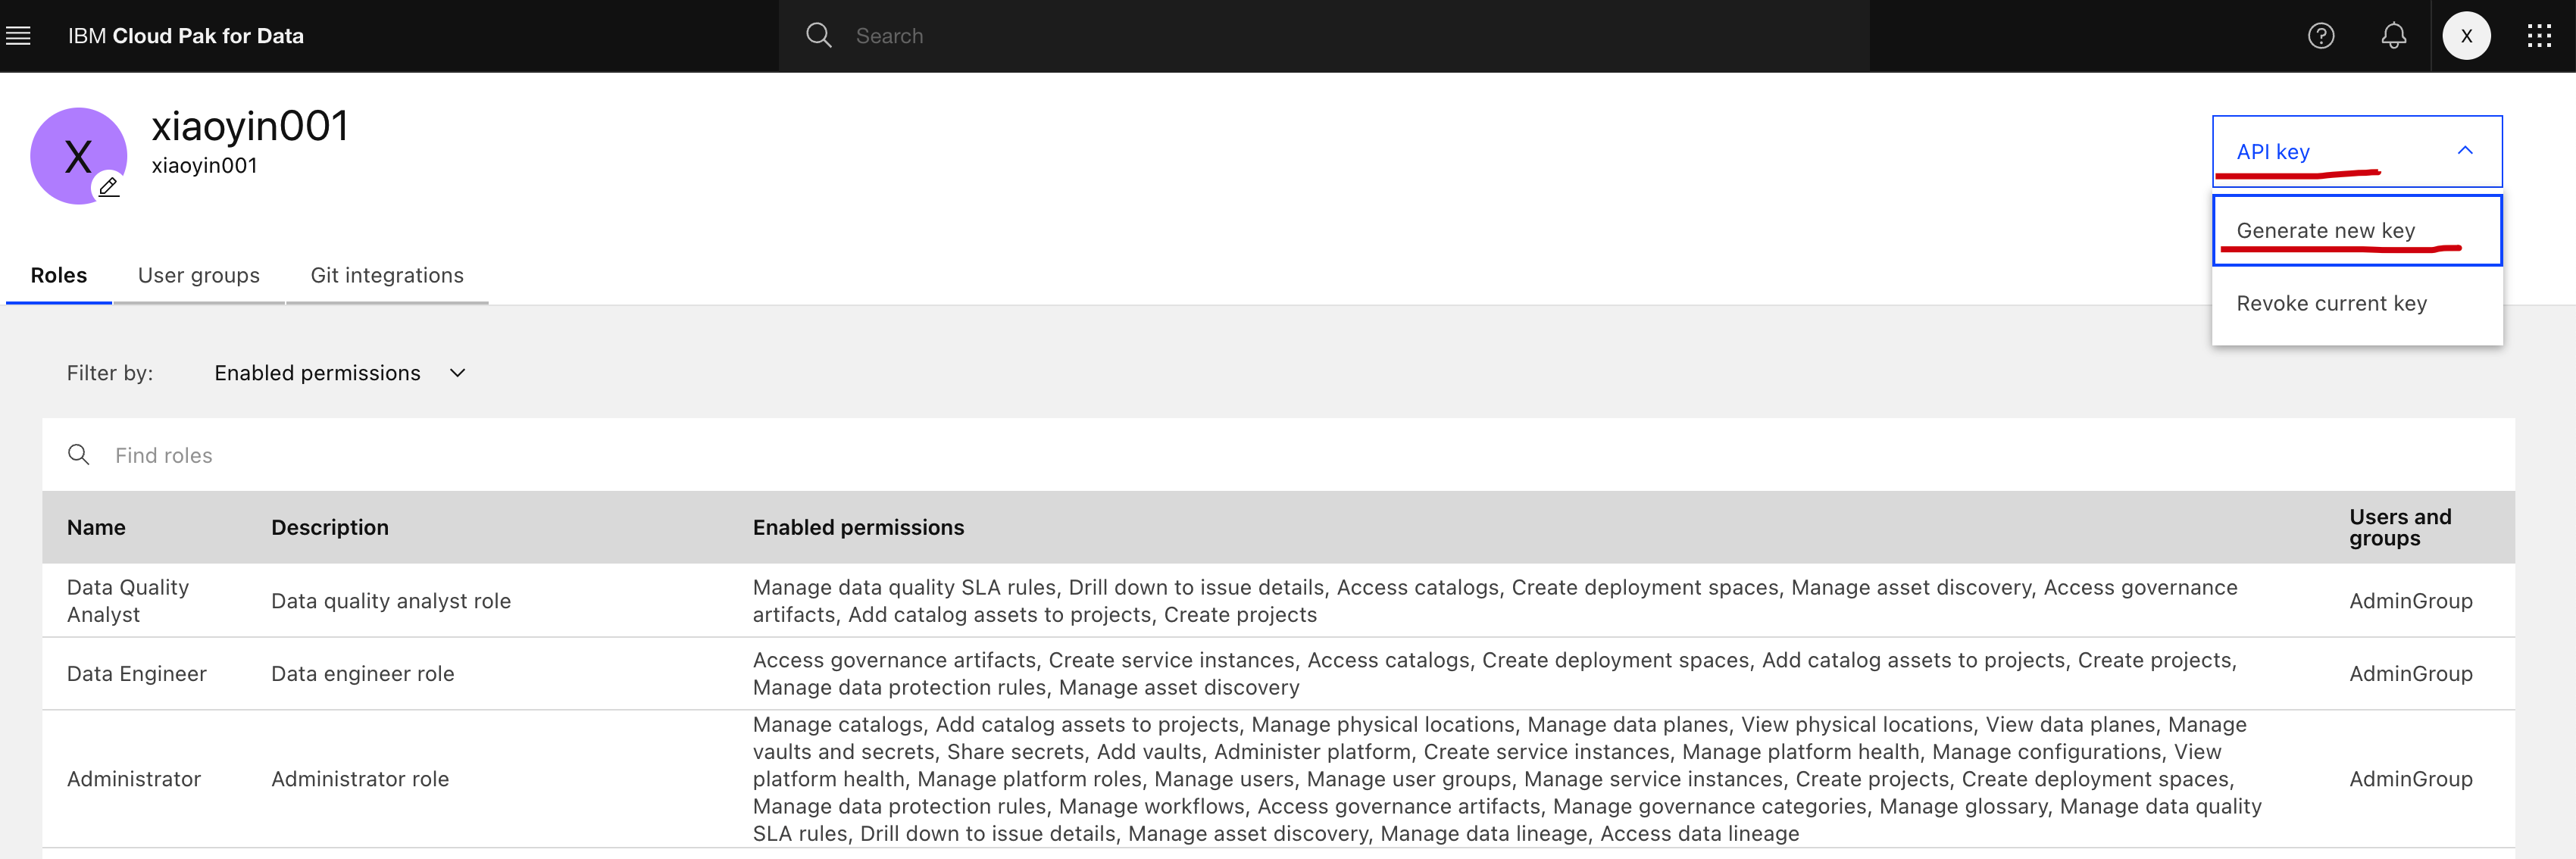 IBM Cloud Pak for Data
Search
X
X
xiaoyin001
xiaoyin001
API key
Generate new key
Revoke current key
Roles
User groups
Git integrations
Filter by:
Enabled permissions
Find roles
Name
Description
Enabled permissions
Users and
groups
Data Quality
Analyst
Data quality analyst role
Manage data quality SLA rules, Drill down to issue details, Access catalogs, Create deployment spaces, Manage asset discovery, Access governance
artifacts, Add catalog assets to projects, Create projects
AdminGroup
Data Engineer
Data engineer role
Access governance artifacts, Create service instances, Access catalogs, Create deployment spaces, Add catalog assets to projects, Create projects,
Manage data protection rules, Manage asset discovery
AdminGroup
Administrator
Administrator role
Manage catalogs, Add catalog assets to projects, Manage physical locations, Manage data planes, View physical locations, View data planes, Manage
vaults and secrets, Share secrets, Add vaults, Administer platform, Create service instances, Manage platform health, Manage configurations, View
platform health, Manage platform roles, Manage users, Manage user groups, Manage service instances, Create projects, Create deployment spaces,
Manage data protection rules, Manage workflows, Access governance artifacts, Manage governance categories, Manage glossary, Manage data quality
SLA rules, Drill down to issue details, Manage asset discovery, Manage data lineage, Access data lineage
AdminGroup